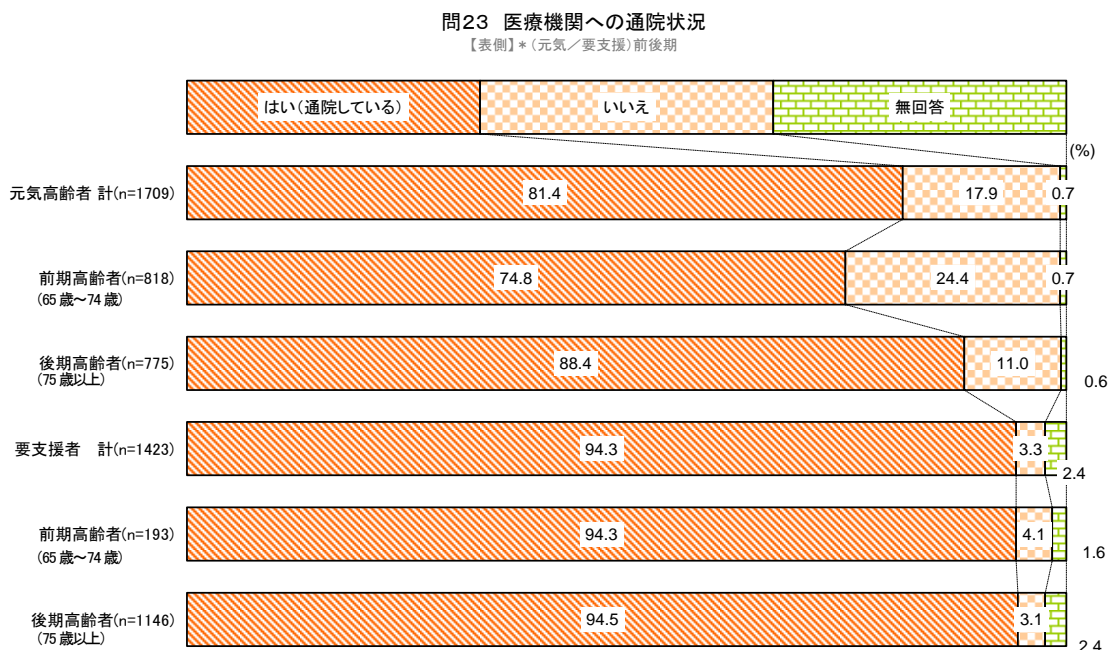 問23 医療機関への通院状況
【表側】*(元気/要支援)前後期
はい(通院している) いいえ 無回答
(%)
元気高齢者 計(n=1709) 81.4 17.9 0.7
前期高齢者(n=818) 74.8 24.4 0.7
(65歳~74歳)
後期高齢者(n=775) 88.4 11.0 0.6
(75歳以上)
要支援者 計(n=1423) 94.3 3.3 2.4
前期高齢者(n=193) 94.3 4.1 1.6
(65歳~74歳)
後期高齢者(n=1146) 94.5 3.1 2.4
(75歳以上)